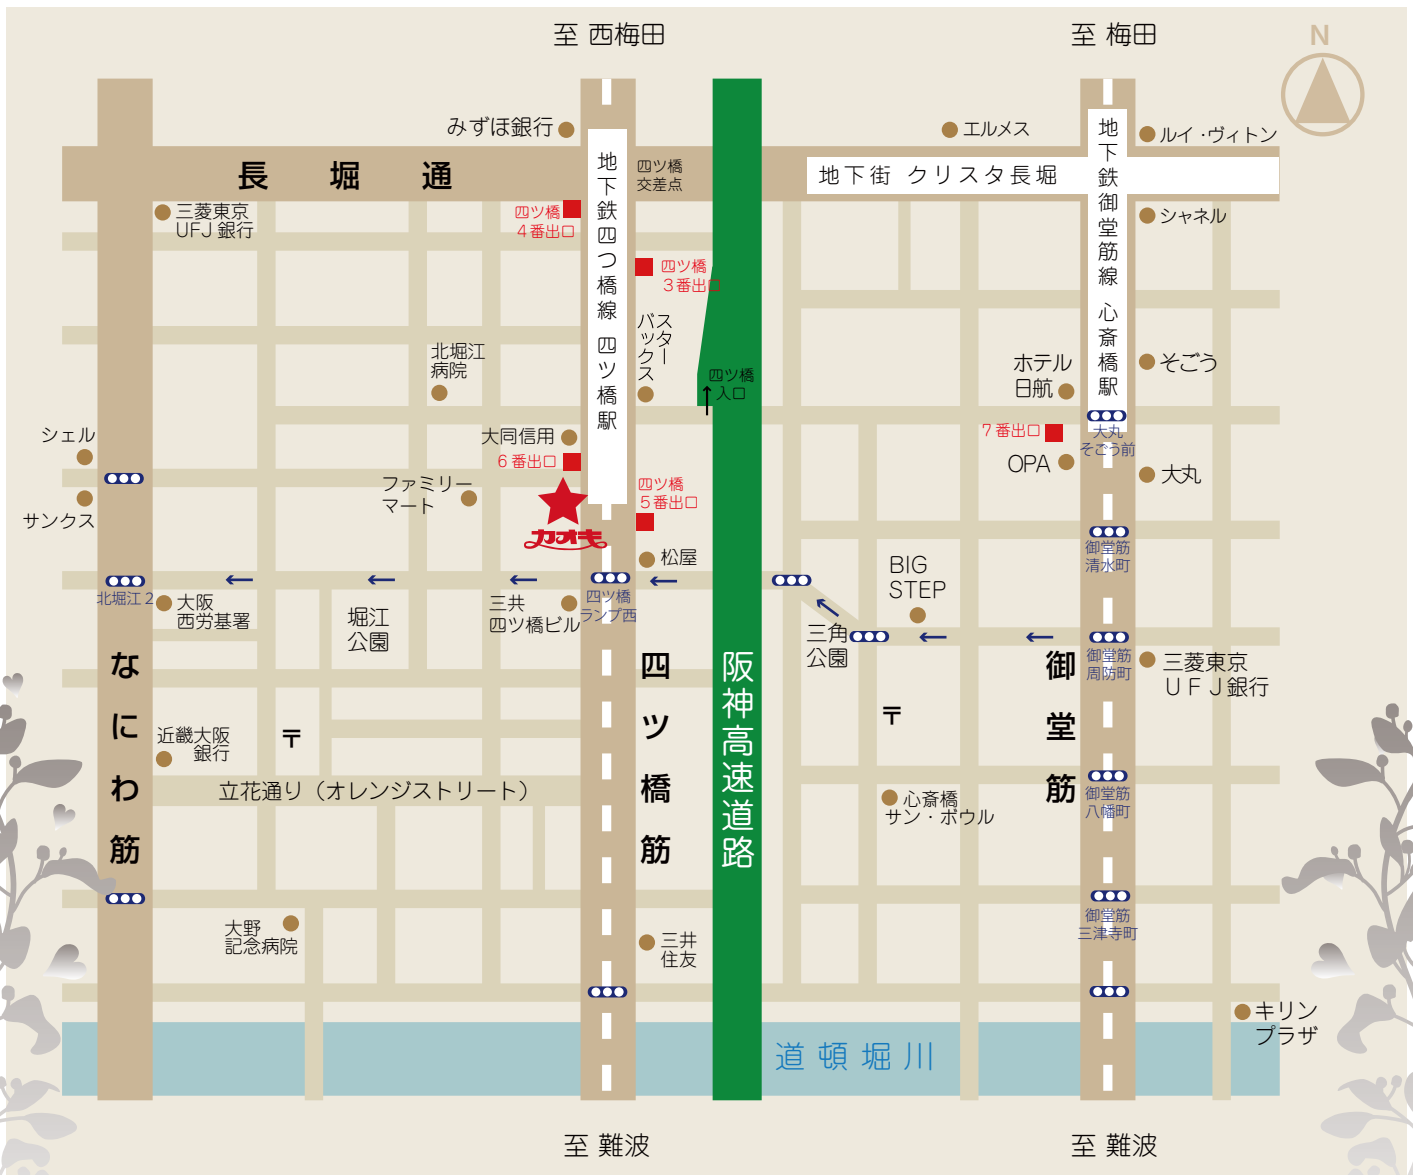 至 西梅田
至 梅田
N
みずほ銀行
エルメス
ルイ・ヴィトン
長堀通
四ツ橋
交差点
地下街 クリスタ長堀
地下鉄四つ橋線 四ツ橋駅
地下鉄御堂筋線 心斎橋駅
三菱東京
UFJ 銀行
四ツ橋
4番出口
シャネル
四ツ橋
3番出口
スター
バックス
北堀江
病院
四ツ橋
入口
ホテル
日航
そごう
シェル
大同信用
7番出口
大丸
そごう前
6番出口
OPA
大丸
ファミリー
マート
四ツ橋
5番出口
サンクス
カオキ
松屋
御堂筋
清水町
BIG
STEP
北堀江2
大阪
西労基署
堀江
公園
三共
四ツ橋ビル
四ツ橋
ランプ西
三角
公園
なにわ筋
四ツ橋筋
阪神高速道路
御堂筋
御堂筋
周防町
三菱東京
UFJ銀行
〒
〒
近畿大阪
銀行
立花通り（オレンジストリート）
心斎橋
サン・ボウル
御堂筋
八幡町
大野
記念病院
三井
住友
御堂筋
三津寺町
キリン
プラザ
道頓堀川
至 難波
至 難波